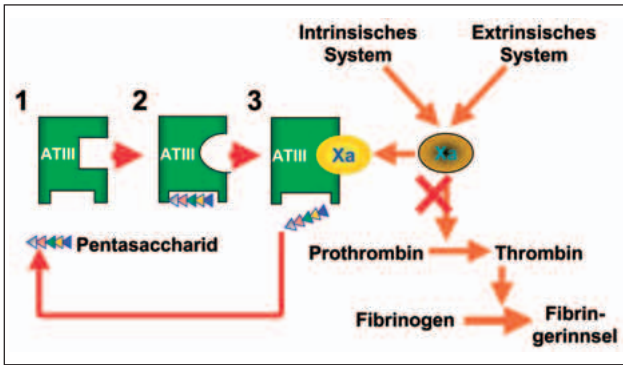 Intrinsisches
System
Extrinsisches
System
1
2
3
ATIII
ATIII
ATIII
Xa
Xa
Pentasaccharid
Prothrombin
Thrombin
Fibrinogen
Fibrin-
gerinnsel